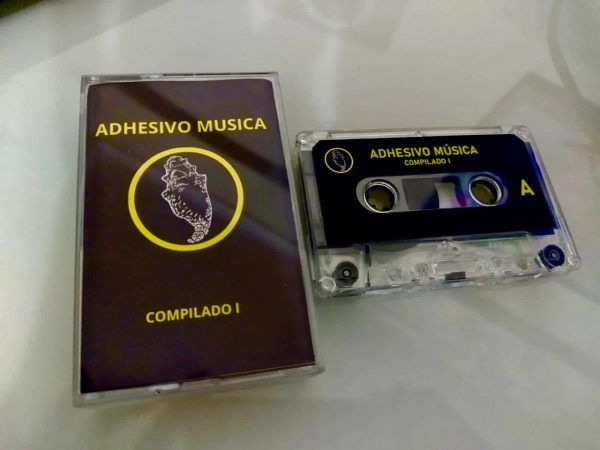 ADHESIVO MUSICA
COMPILADO I
ADHESIVO MÚSICA
COMPILADO I
A